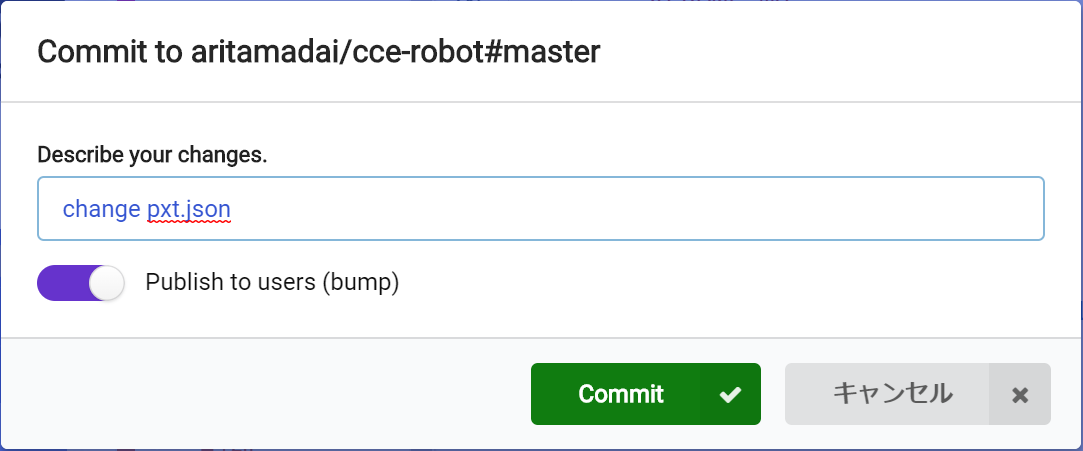 Commit to aritamadai/cce-robot#master
Describe your changes.
change pxt.json
Publish to users (bump)
Commit
キャンセル